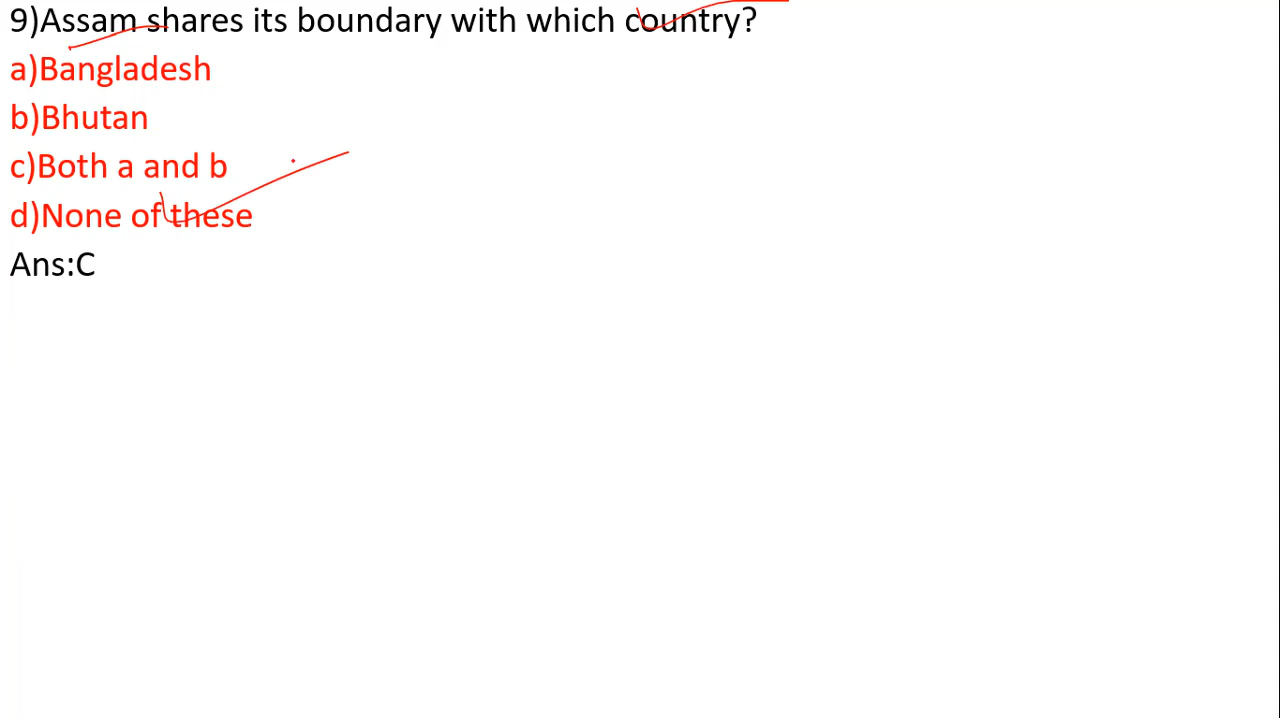 9)Assam shares its boundary with which country?
a)Bangladesh
b)Bhutan
c)Both a and b
d)None of these
Ans:C